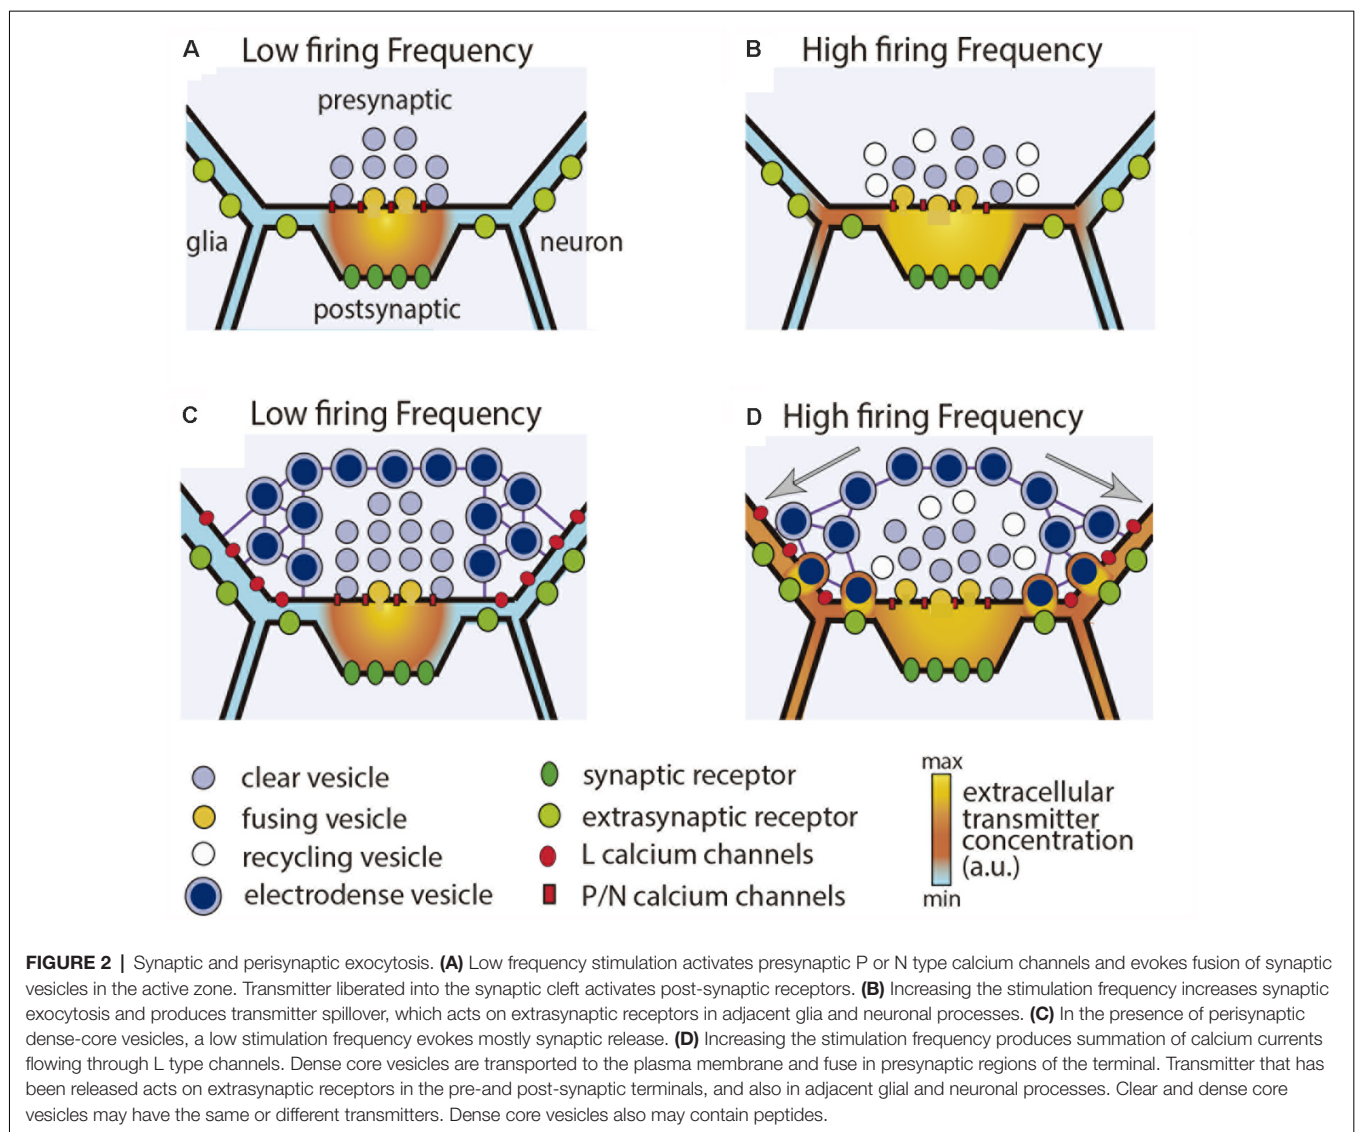 A Low firing Frequency
presynaptic
glia
neuron
postsynaptic
B High firing Frequency
C Low firing Frequency
D High firing Frequency
clear vesicle
fusing vesicle
recycling vesicle
electrodense vesicle
synaptic receptor
extrasynaptic receptor
L calcium channels
P/N calcium channels
max
extracellular
transmitter
concentration
(a.u.)
min
FIGURE 2 | Synaptic and perisynaptic exocytosis. (A) Low frequency stimulation activates presynaptic P or N type calcium channels and evokes fusion of synaptic
vesicles in the active zone. Transmitter liberated into the synaptic cleft activates post-synaptic receptors. (B) Increasing the stimulation frequency increases synaptic
exocytosis and produces transmitter spillover, which acts on extrasynaptic receptors in adjacent glia and neuronal processes. (C) In the presence of perisynaptic
dense-core vesicles, a low stimulation frequency evokes mostly synaptic release. (D) Increasing the stimulation frequency produces summation of calcium currents
flowing through L type channels. Dense core vesicles are transported to the plasma membrane and fuse in presynaptic regions of the terminal. Transmitter that has
been released acts on extrasynaptic receptors in the pre-and post-synaptic terminals, and also in adjacent glial and neuronal processes. Clear and dense core
vesicles may have the same or different transmitters. Dense core vesicles also may contain peptides.